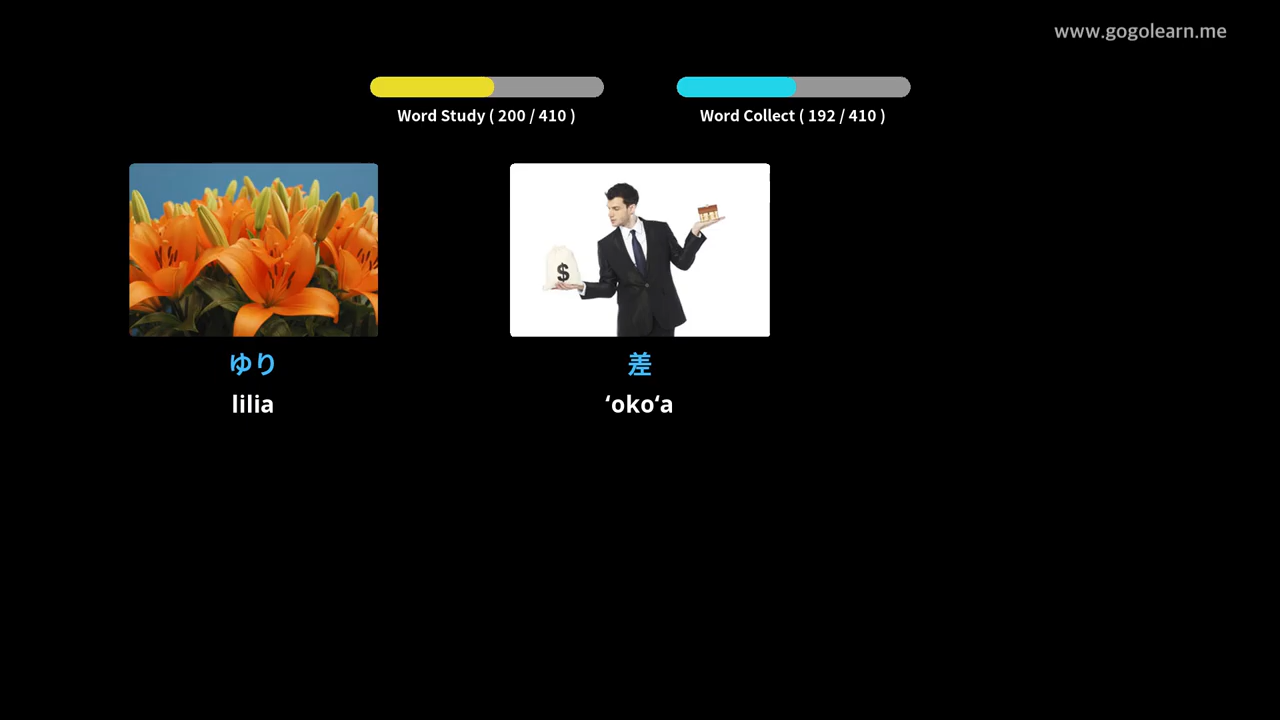 www.gogolearn.me
Word Study ( 200 / 410 )
Word Collect ( 192 / 410 )
$
ゆり
差
lilia
ʻokoʻa